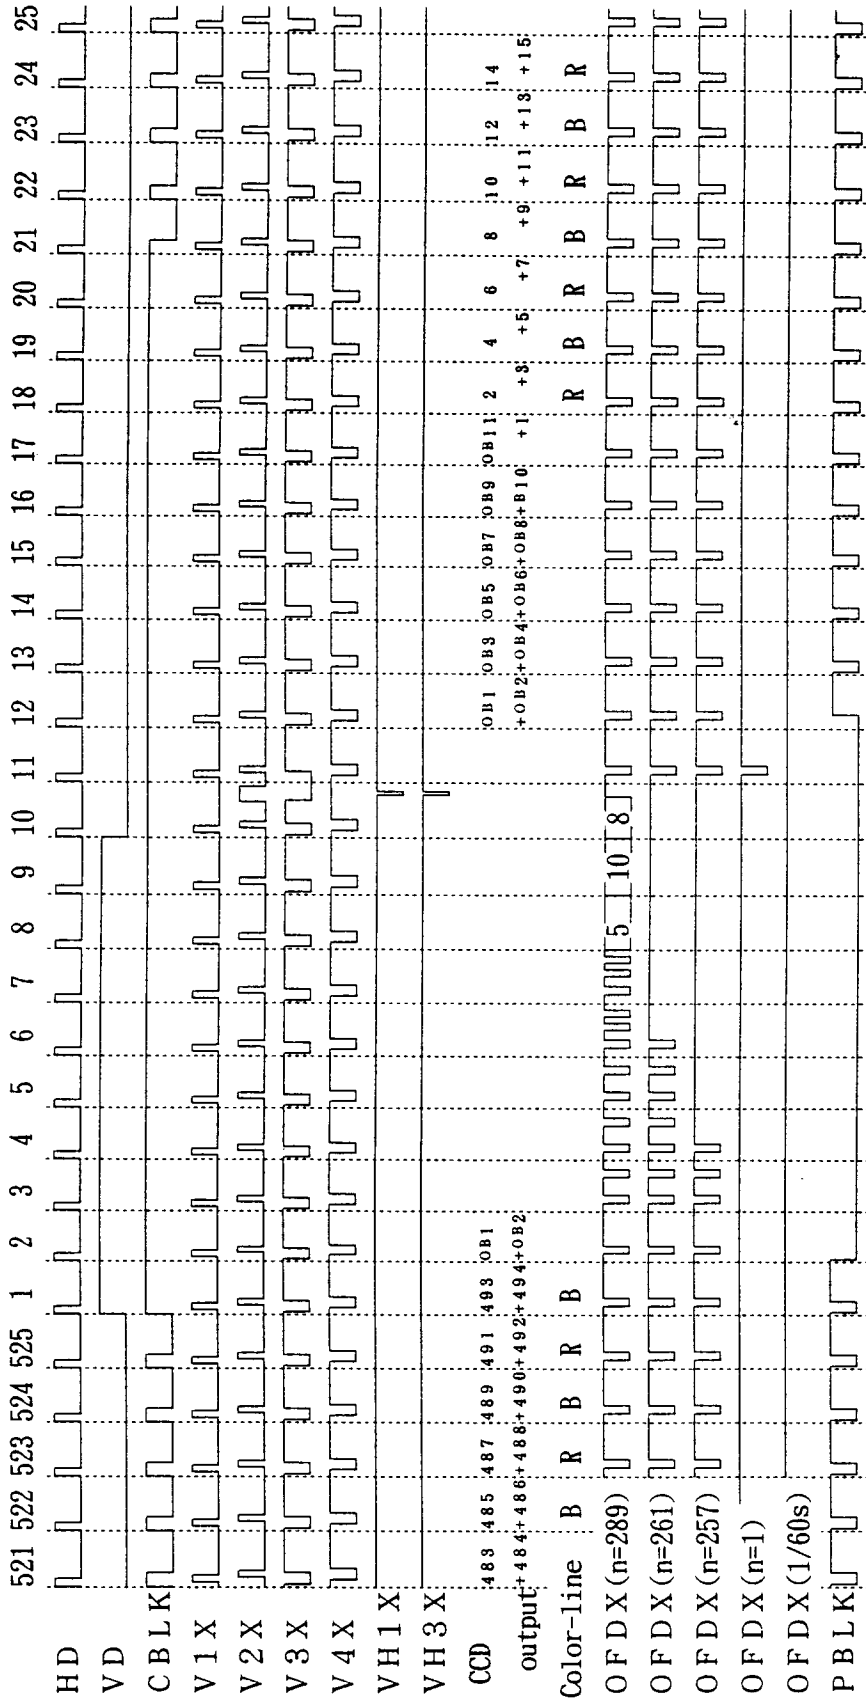 521 522 523 524 525 1 2 3 4 5 6 7 8 9 10 11 12 13 14 15 16 17 18 19 20 21 22 23 24 25
HD
VD
CBLK
V1X
V2X
V3X
V4X
VH1X
VH3X
CCD 483 485 487 489 491 493 OB1 OB1 OB3 OB5 OB7 OB9 OB11 2 4 6 8 10 12 14
output +484 +486 +488 +490 +492 +494 +OB2 +OB2 +OB4 +OB6 +OB8 +B10 +1 +3 +5 +7 +9 +11 +13 +15
Color-line B R B R B R B R B R B R
OFDX(n=289) 5 10 18
OFDX(n=261)
OFDX(n=257)
OFDX(n=1)
OFDX(1/60s)
PBLK